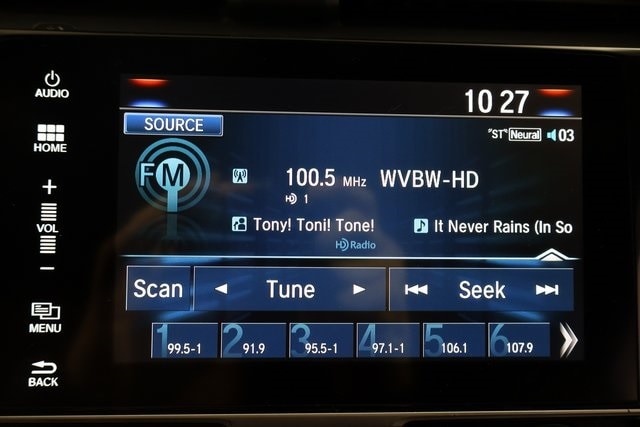 AUDIO
10 27
SOURCE
"ST" Neural 03
HOME
FM
100.5 MHz WVBW-HD
HD 1
+
VOL
−
Tony! Toni! Tone! It Never Rains (In So
HD Radio
Scan Tune Seek
MENU
1 99.5-1 2 91.9 3 95.5-1 4 97.1-1 5 106.1 6 107.9
BACK